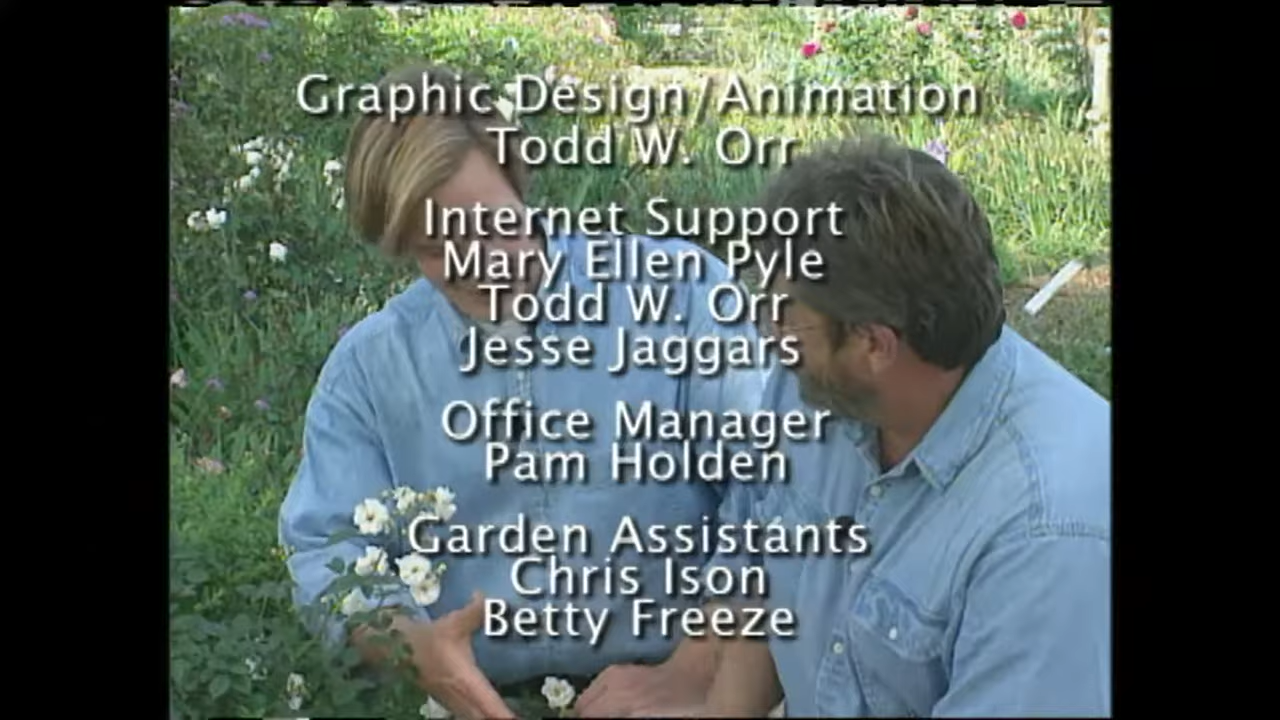 Graphic Design/Animation
Todd W. Orr
Internet Support
Mary Ellen Pyle
Todd W. Orr
Jesse Jaggars
Office Manager
Pam Holden
Garden Assistants
Chris Ison
Betty Freeze